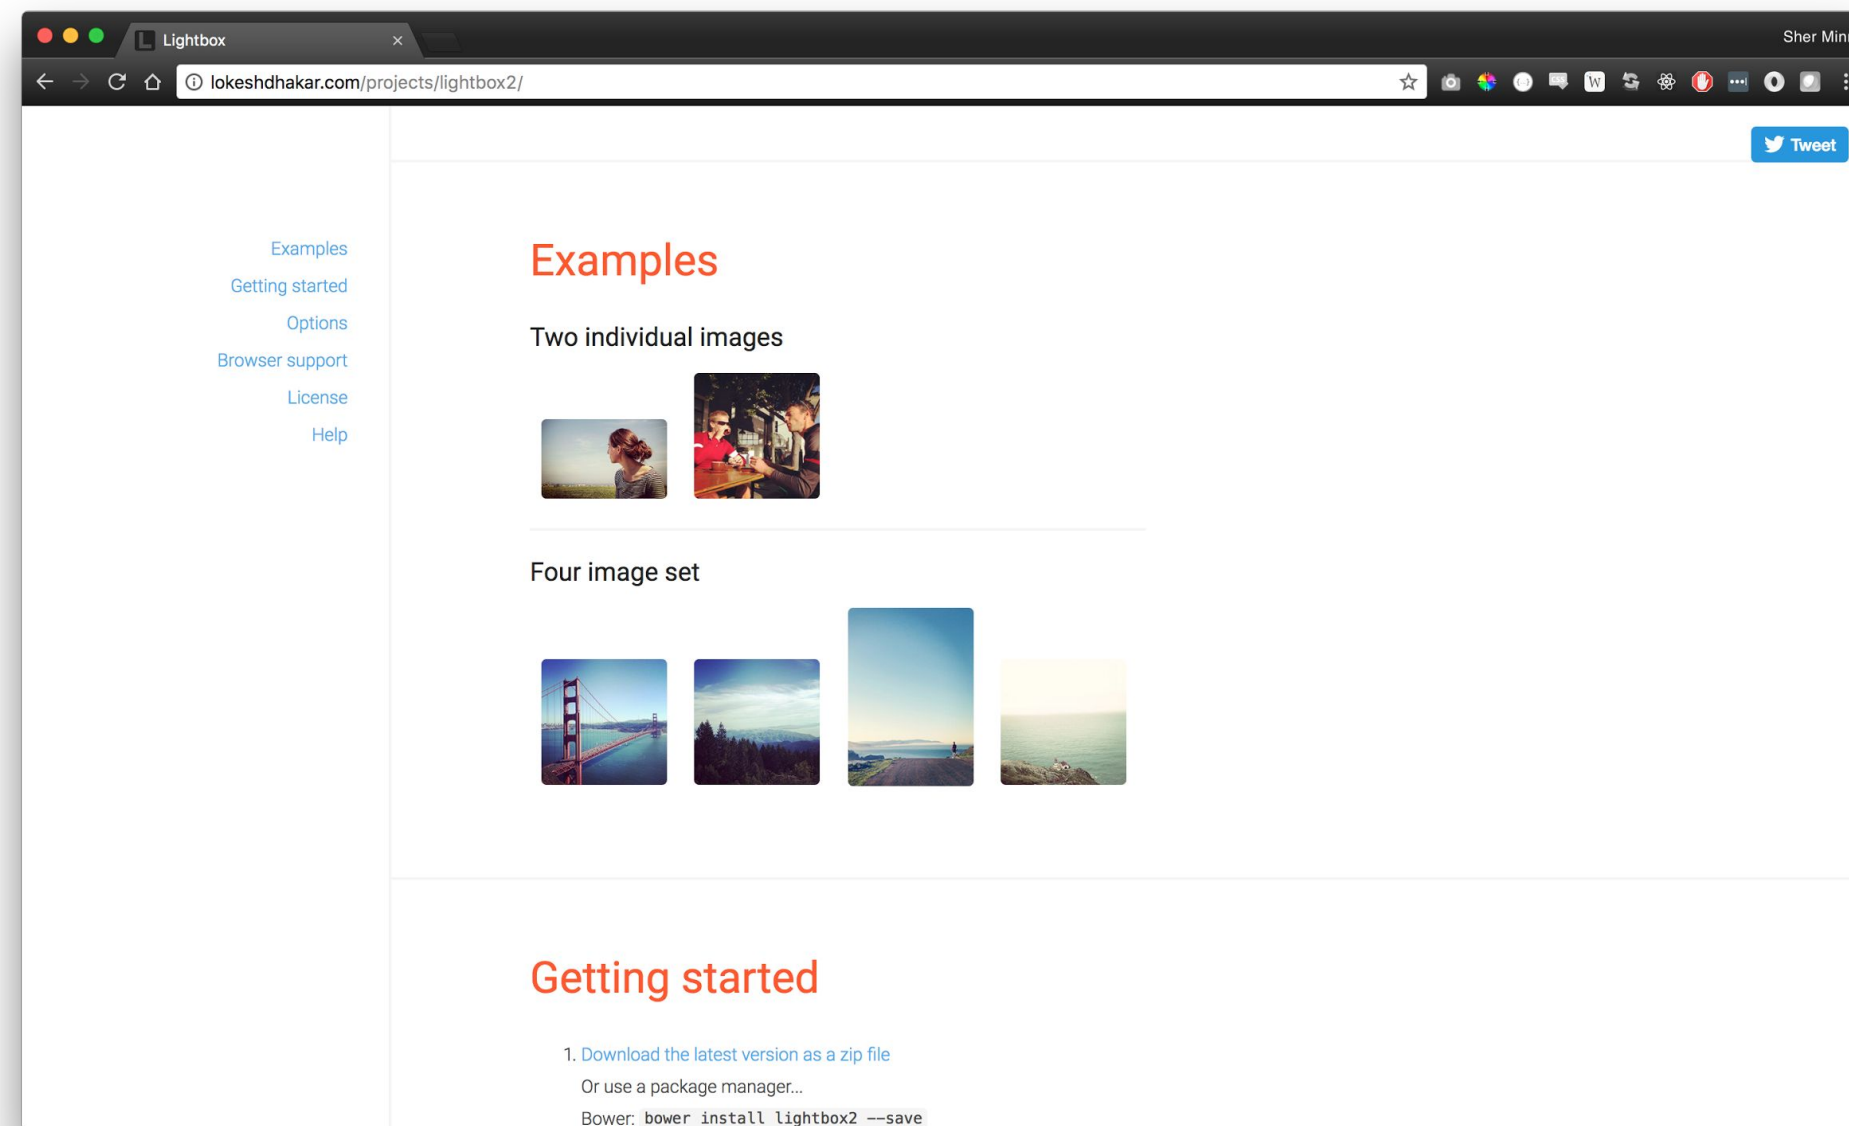 Lightbox
Sher Min
lokeshdhakar.com/projects/lightbox2/
Tweet
Examples
Getting started
Options
Browser support
License
Help
Examples
Two individual images
Four image set
Getting started
1. Download the latest version as a zip file
Or use a package manager...
Bower: bower install lightbox2 --save